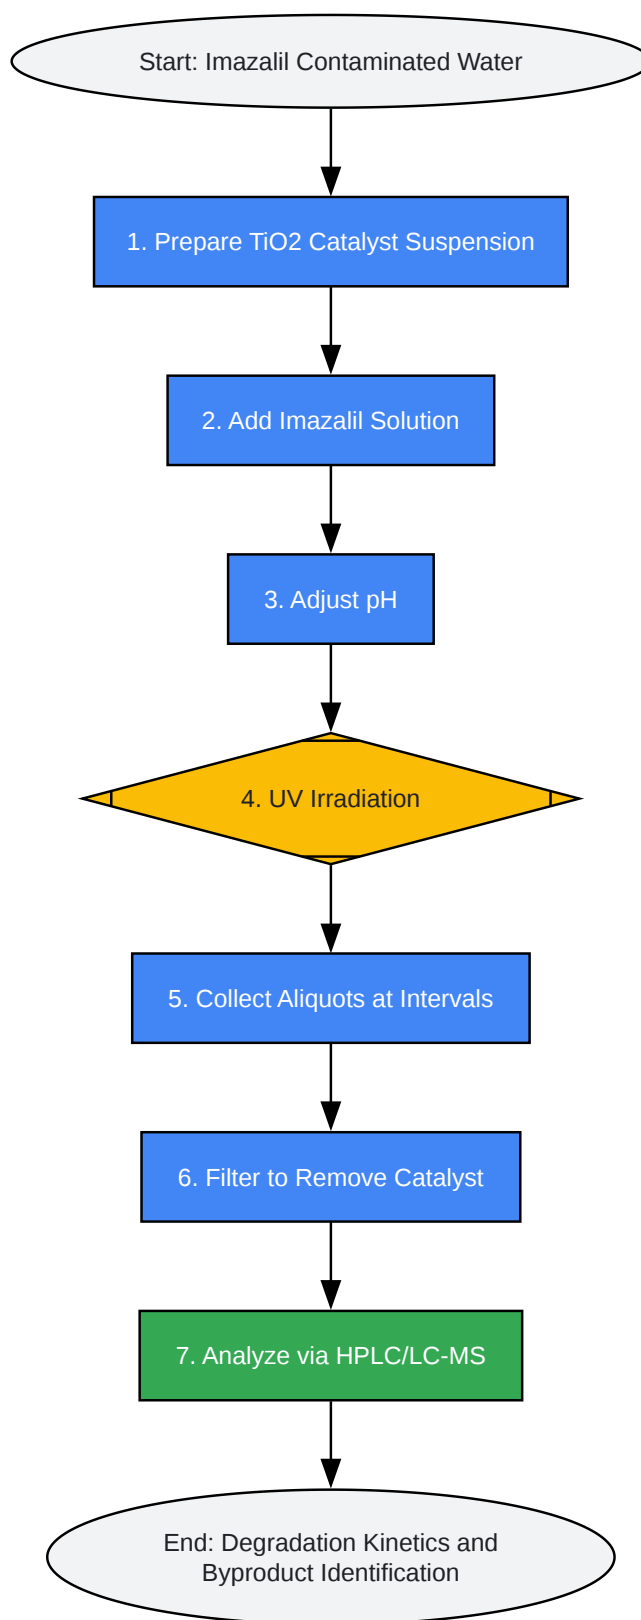 Start: Imazalil Contaminated Water
1. Prepare TiO2 Catalyst Suspension
2. Add Imazalil Solution
3. Adjust pH
4. UV Irradiation
5. Collect Aliquots at Intervals
6. Filter to Remove Catalyst
7. Analyze via HPLC/LC-MS
End: Degradation Kinetics and
Byproduct Identification